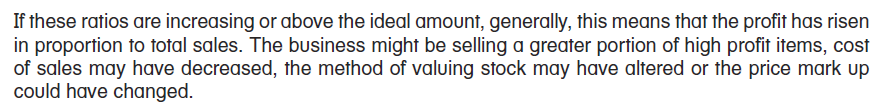 If these ratios are increasing or above the ideal amount, generally, this means that the profit has risen
in proportion to total sales. The business might be selling a greater portion of high profit items, cost
of sales may have decreased, the method of valuing stock may have altered or the price mark up
could have changed.